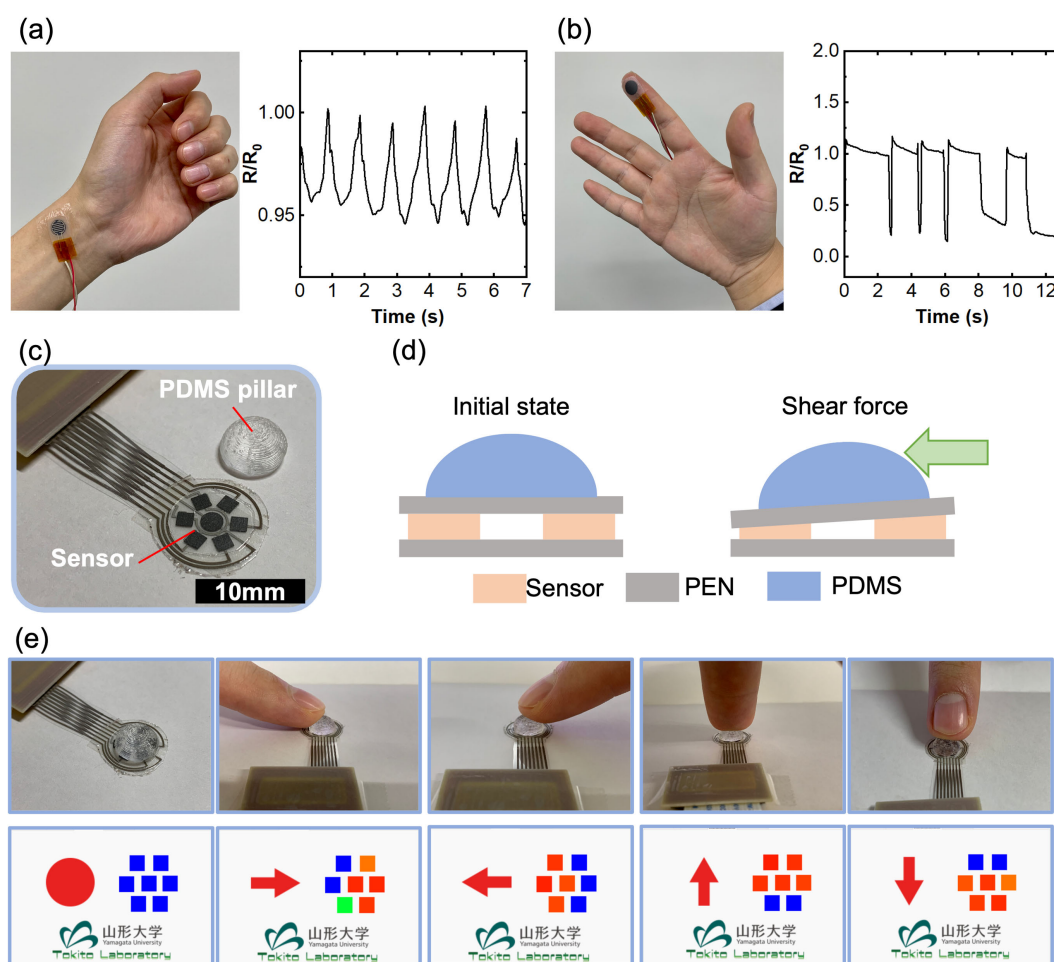 (a)
R/R0
1.00
0.95
0 1 2 3 4 5 6 7
Time (s)
(b)
R/R0
2.0
1.5
1.0
0.5
0.0
0 2 4 6 8 10 12
Time (s)
(c)
PDMS pillar
Sensor
10mm
(d)
Initial state
Shear force
Sensor
PEN
PDMS
(e)
山形大学
Yamagata University
Tokito Laboratory
山形大学
Yamagata University
Tokito Laboratory
山形大学
Yamagata University
Tokito Laboratory
山形大学
Yamagata University
Tokito Laboratory
山形大学
Yamagata University
Tokito Laboratory